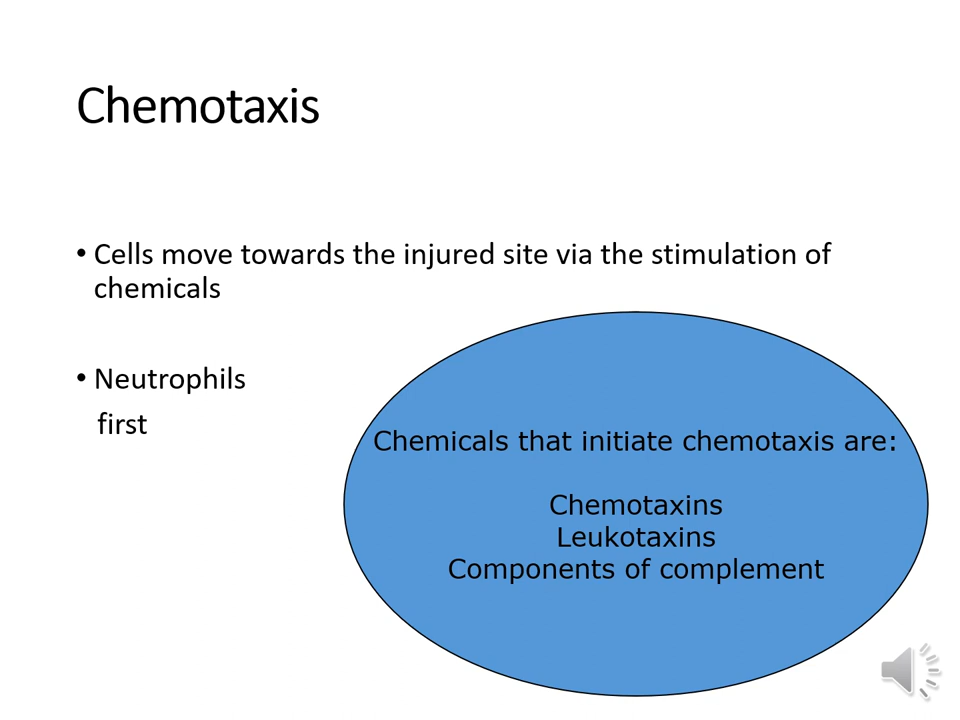 Chemotaxis
• Cells move towards the injured site via the stimulation of
chemicals
• Neutrophils
first
Chemicals that initiate chemotaxis are:
Chemotaxins
Leukotaxins
Components of complement